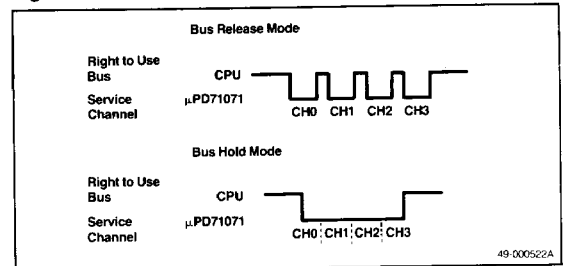 Bus Release Mode
Right to Use Bus
CPU
Service Channel
μPD71071
CH0 CH1 CH2 CH3
Bus Hold Mode
Right to Use Bus
CPU
Service Channel
μPD71071
CH0 CH1 CH2 CH3
49-000522A